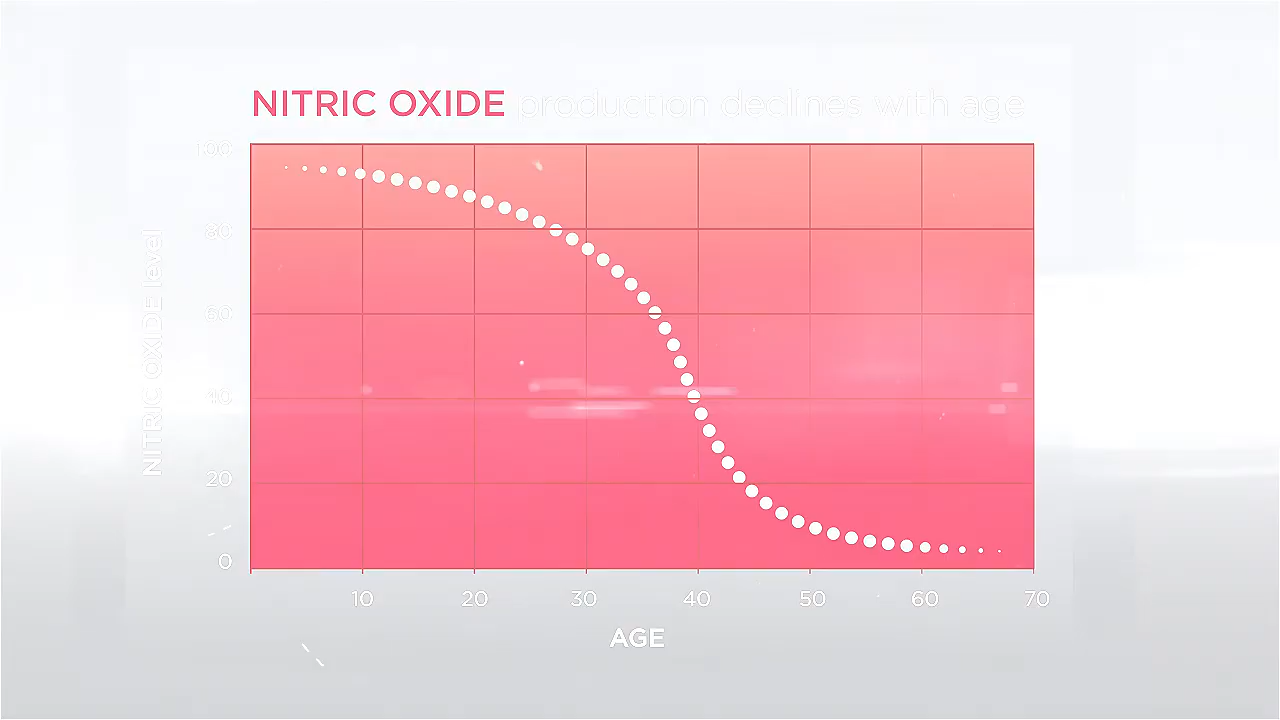 NITRIC OXIDE production declines with age
100
80
60
40
20
0
NITRIC OXIDE level
10 20 30 40 50 60 70
AGE